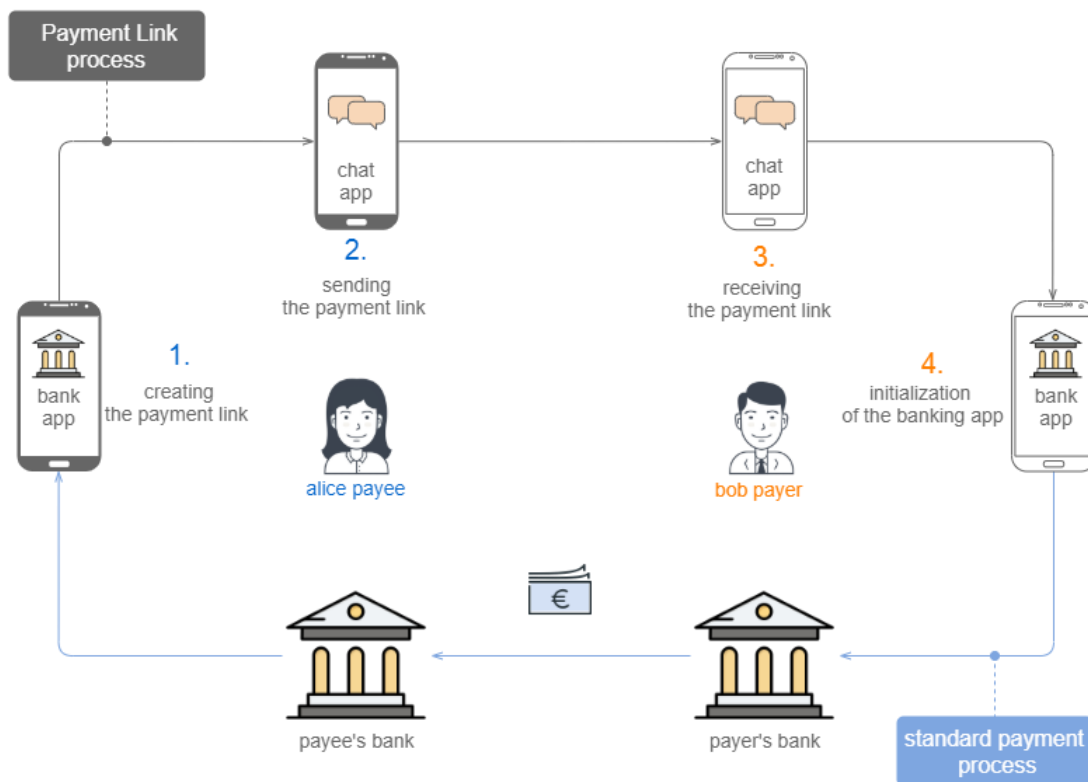 Payment Link
process
chat
app
chat
app
2.
sending
the payment link
3.
receiving
the payment link
bank
app
1.
creating
the payment link
4.
initialization
of the banking app
bank
app
alice payee
bob payer
€
payee's bank
payer's bank
standard payment
process